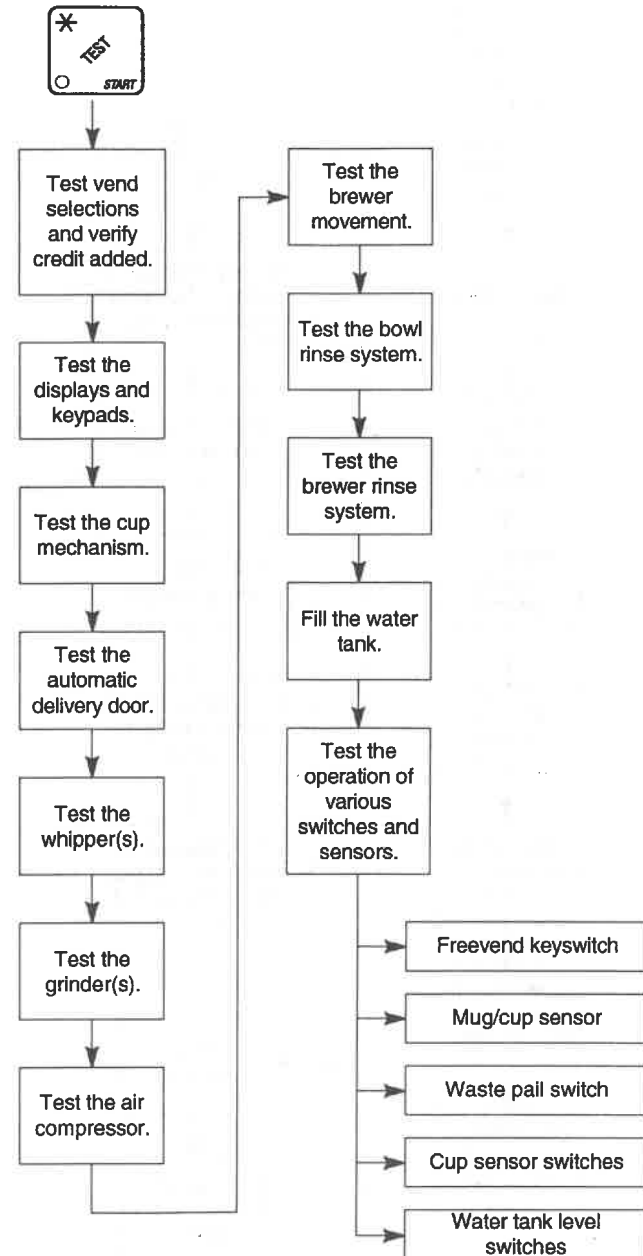 *
TEST
START
Test vend
selections
and verify
credit added.
Test the
displays and
keypads.
Test the cup
mechanism.
Test the
automatic
delivery door.
Test the
whipper(s).
Test the
grinder(s).
Test the air
compressor.
Test the
brewer
movement.
Test the bowl
rinse system.
Test the
brewer rinse
system.
Fill the water
tank.
Test the
operation of
various
switches and
sensors.
Freevend keyswitch
Mug/cup sensor
Waste pail switch
Cup sensor switches
Water tank level
switches